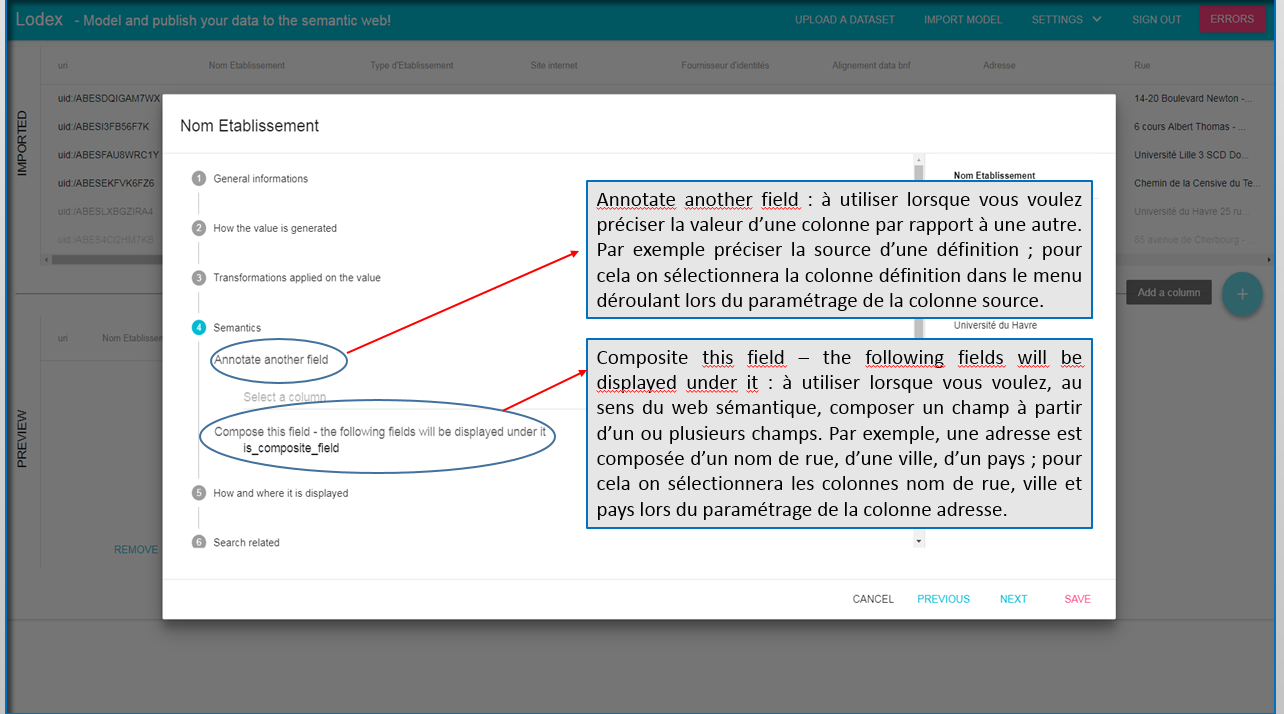 Lodex - Model and publish your data to the semantic web!
UPLOAD A DATASET IMPORT MODEL SETTINGS SIGN OUT ERRORS
uri Nom Etablissement Type d'Etablissement Site internet Fournisseur d'identités Alignement data bnf Adresse Rue
IMPORTED
uid:/ABESDQIGAM7WX 14-20 Boulevard Newton -...
uid:/ABESI3FB56F7K 6 cours Albert Thomas - ...
uid:/ABESFAU8WRC1Y Université Lille 3 SCD Do...
uid:/ABESEKFVK6FZ6 Chemin de la Censive du Te...
uid:/ABESLXBGZIRA4 Université du Havre 25 ru...
uid:/ABES4CI2HM7KB 85 avenue de Cherbourg -...
Add a column
+
PREVIEW
uri Nom Etablissem
REMOVE
Nom Etablissement
1 General informations
2 How the value is generated
3 Transformations applied on the value
4 Semantics
Annotate another field
Select a column
Compose this field - the following fields will be displayed under it
is_composite_field
5 How and where it is displayed
6 Search related
Nom Etablissement
Annotate another field : à utiliser lorsque vous voulez
préciser la valeur d’une colonne par rapport à une autre.
Par exemple préciser la source d’une définition ; pour
cela on sélectionnera la colonne définition dans le menu
déroulant lors du paramétrage de la colonne source.
Université du Havre
Composite this field – the following fields will be
displayed under it : à utiliser lorsque vous voulez, au
sens du web sémantique, composer un champ à partir
d’un ou plusieurs champs. Par exemple, une adresse est
composée d’un nom de rue, d’une ville, d’un pays ; pour
cela on sélectionnera les colonnes nom de rue, ville et
pays lors du paramétrage de la colonne adresse.
CANCEL PREVIOUS NEXT SAVE